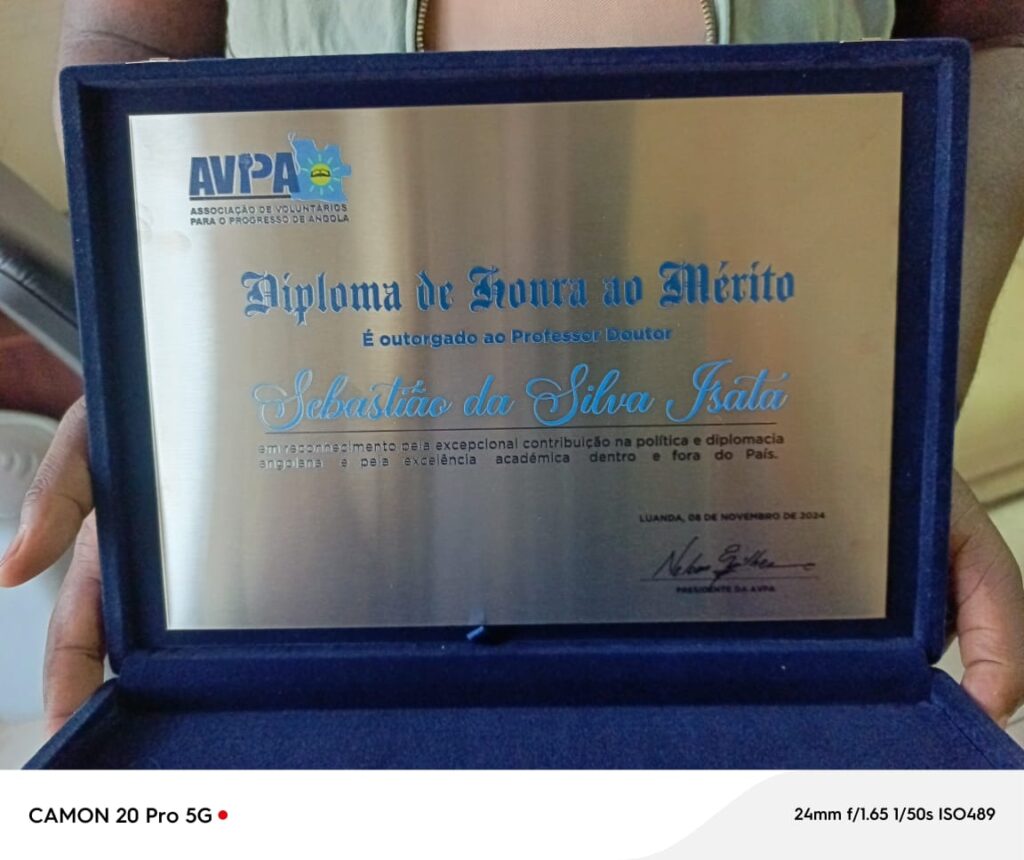 AVPA
ASSOCIAÇÃO DE VOLUNTÁRIOS
PARA O PROGRESSO DE ANGOLA
Diploma de Honra ao Mérito
É outorgado ao Professor Doutor
Sebastião da Silva Isata
em reconhecimento pela excepcional contribuição na política e diplomacia
angolana e pela excelência académica dentro e fora do País.
LUANDA, 08 DE NOVEMBRO DE 2024
PRESIDENTE DA AVPA
CAMON 20 Pro 5G
24mm f/1.65 1/50s ISO489